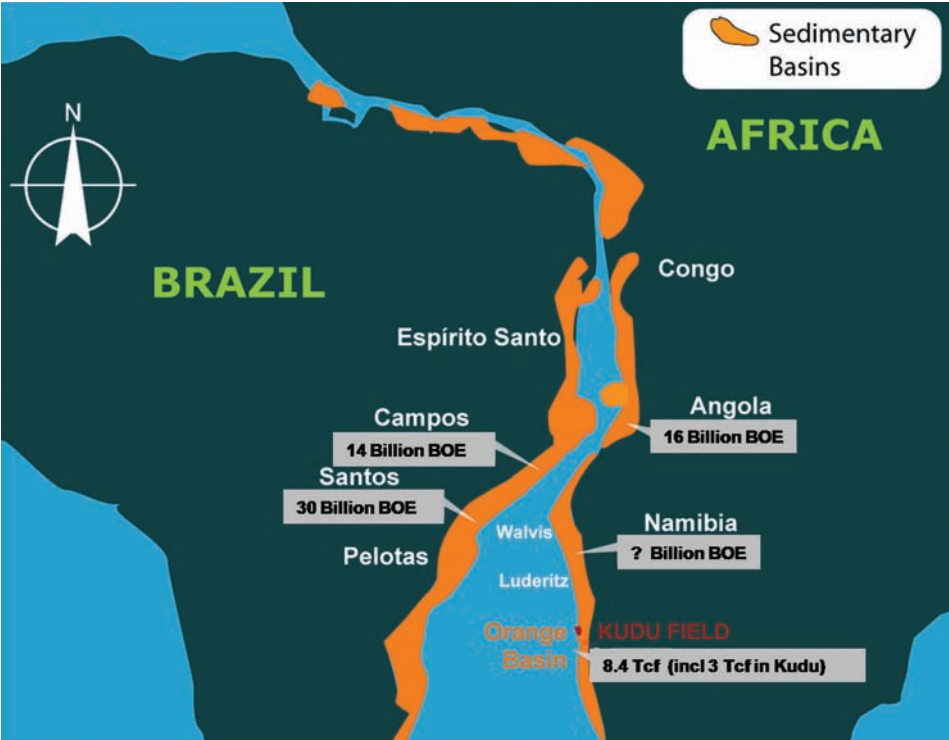 Sedimentary
Basins
AFRICA
N
BRAZIL
Congo
Espírito Santo
Angola
16 Billion BOE
Campos
14 Billion BOE
Santos
30 Billion BOE
Namibia
? Billion BOE
Walvis
Pelotas
Luderitz
Orange
Basin
KUDU FIELD
8.4 Tcf (incl 3 Tcf in Kudu)